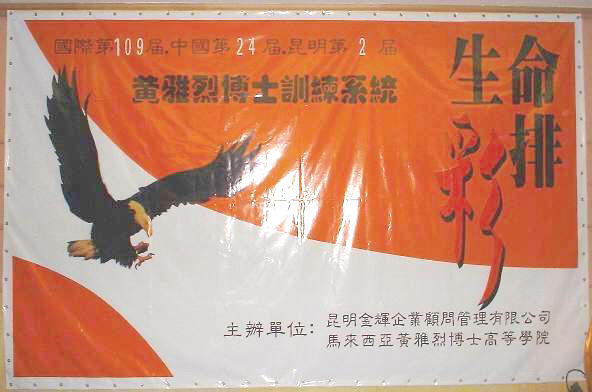 國際第109屆.中國第24屆.昆明第2屆
黃雅烈博士訓練系統
生命
彩排
主辦單位:
昆明金輝企業顧問管理有限公司
馬來西亞黃雅烈博士高等學院